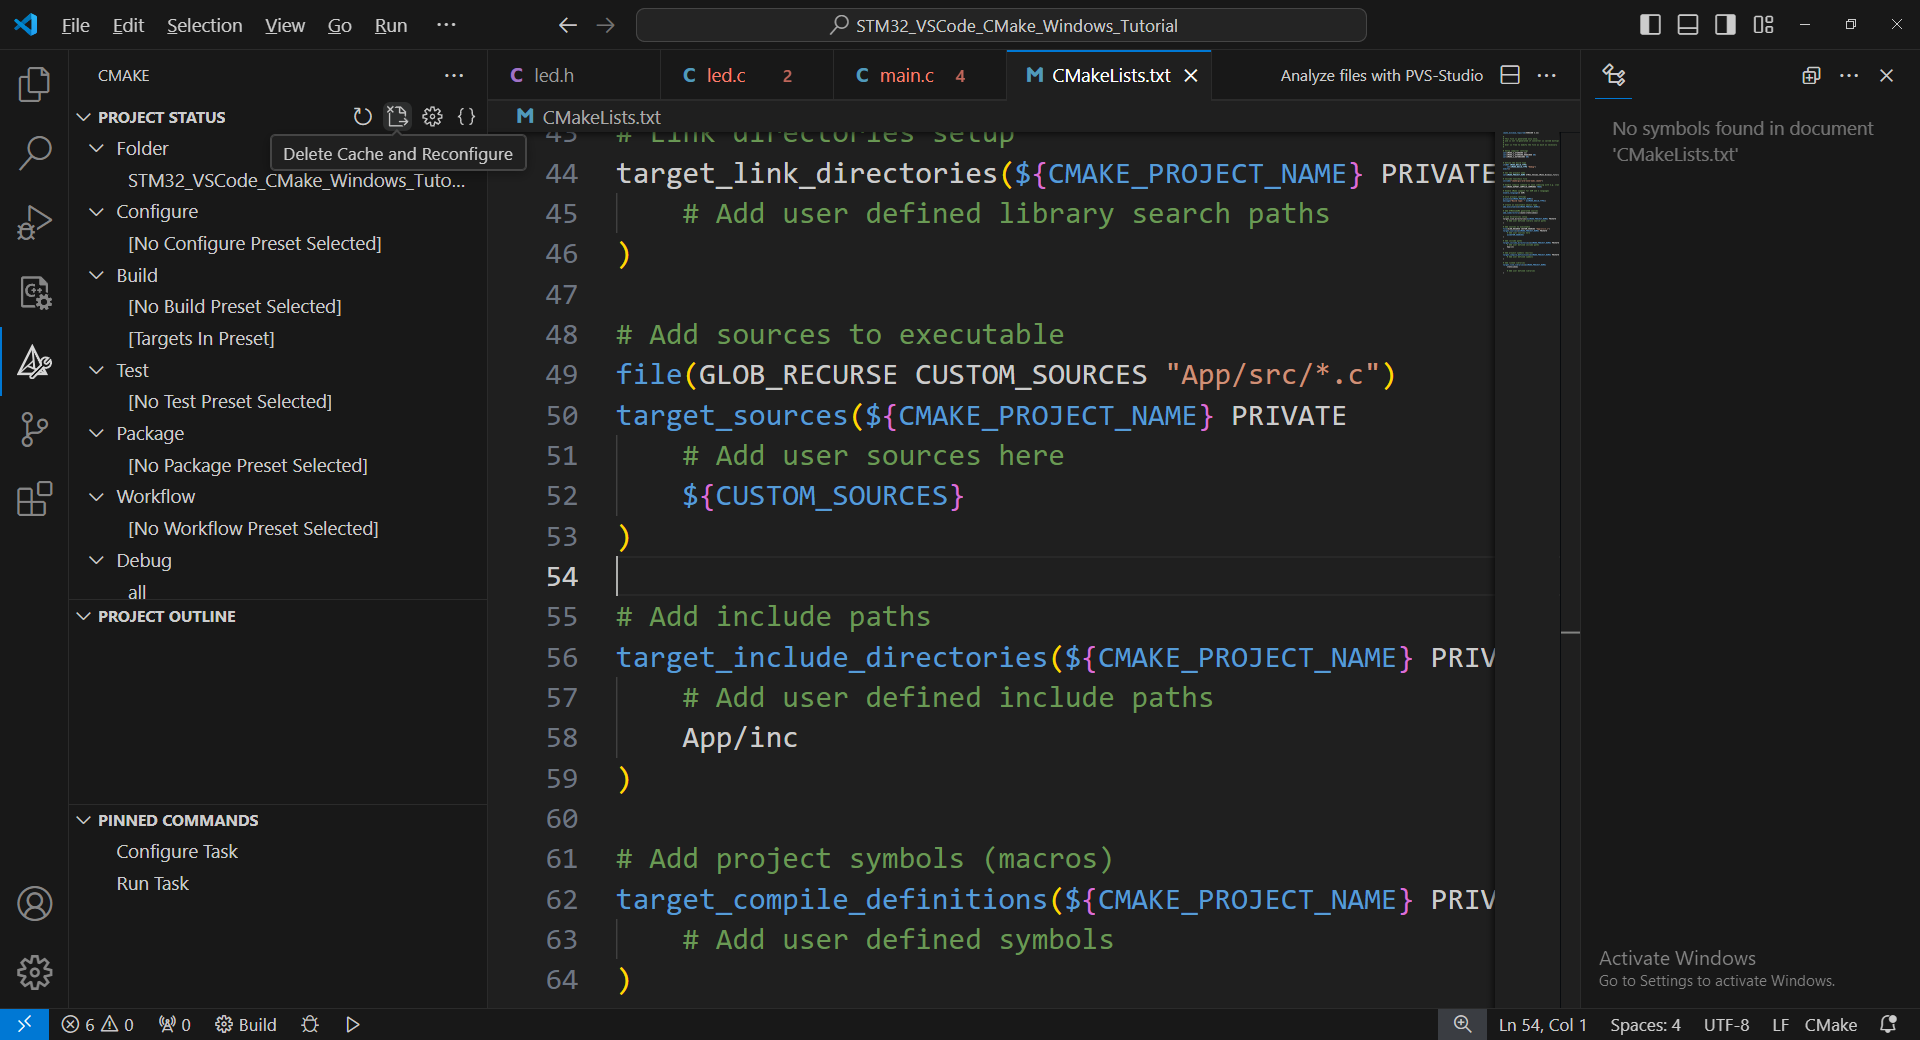 File Edit Selection View Go Run ···
STM32_VSCode_CMake_Windows_Tutorial
CMAKE
PROJECT STATUS
Delete Cache and Reconfigure
Folder
STM32_VSCode_CMake_Windows_Tuto...
Configure
[No Configure Preset Selected]
Build
[No Build Preset Selected]
[Targets In Preset]
Test
[No Test Preset Selected]
Package
[No Package Preset Selected]
Workflow
[No Workflow Preset Selected]
Debug
all
PROJECT OUTLINE
PINNED COMMANDS
Configure Task
Run Task
C led.h
C led.c 2
C main.c 4
M CMakeLists.txt
Analyze files with PVS-Studio
M CMakeLists.txt
43 # Link directories setup
44 target_link_directories(${CMAKE_PROJECT_NAME} PRIVATE
45 # Add user defined library search paths
46 )
47
48 # Add sources to executable
49 file(GLOB_RECURSE CUSTOM_SOURCES "App/src/*.c")
50 target_sources(${CMAKE_PROJECT_NAME} PRIVATE
51 # Add user sources here
52 ${CUSTOM_SOURCES}
53 )
54
55 # Add include paths
56 target_include_directories(${CMAKE_PROJECT_NAME} PRIV
57 # Add user defined include paths
58 App/inc
59 )
60
61 # Add project symbols (macros)
62 target_compile_definitions(${CMAKE_PROJECT_NAME} PRIV
63 # Add user defined symbols
64 )
No symbols found in document
'CMakeLists.txt'
Activate Windows
Go to Settings to activate Windows.
6 0 0 Build
Ln 54, Col 1 Spaces: 4 UTF-8 LF CMake